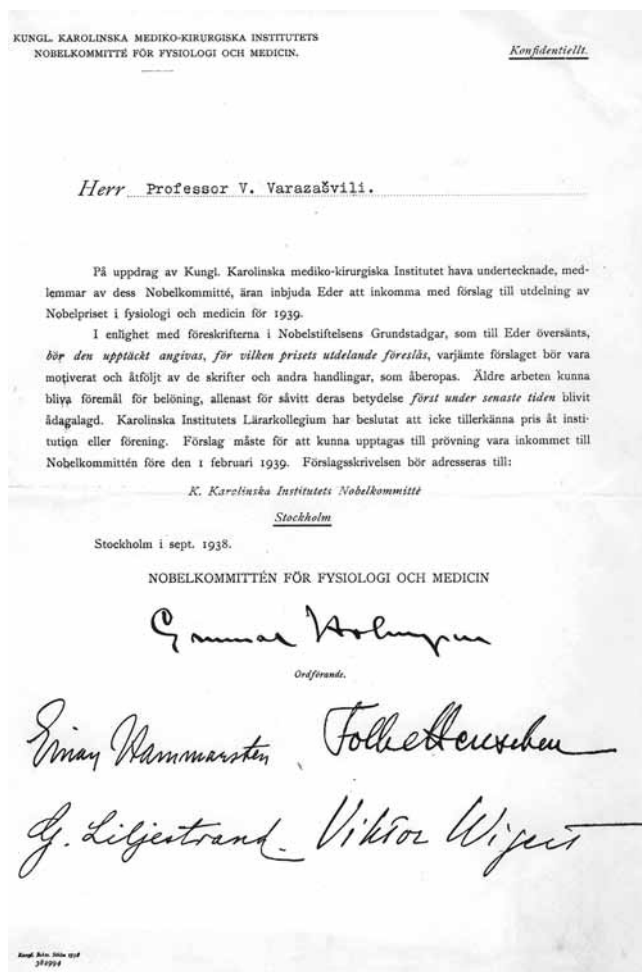 KUNGL. KAROLINSKA MEDIKO-KIRURGISKA INSTITUTETS
NOBELKOMMITTÉ FÖR FYSIOLOGI OCH MEDICIN.
Konfidentiellt.
Herr Professor V. Varazašvili.
På uppdrag av Kungl. Karolinska mediko-kirurgiska Institutet hava undertecknade, med-
lemmar av dess Nobelkommitté, äran inbjuda Eder att inkomma med förslag till utdelning av
Nobelpriset i fysiologi och medicin för 1939.
I enlighet med föreskrifterna i Nobelstiftelsens Grundstadgar, som till Eder översänts,
bör den upptäckt angivas, för vilken prisets utdelande föreslås, varjämte förslaget bör vara
motiverat och åtföljt av de skrifter och andra handlingar, som åberopas. Äldre arbeten kunna
bliva föremål för belöning, allenast för såvitt deras betydelse först under senaste tiden blivit
ådagalagd. Karolinska Institutets Lärarkollegium har beslutat att icke tillerkänna pris åt insti-
tution eller förening. Förslag måste för att kunna upptagas till prövning vara inkommet till
Nobelkommittén före den 1 februari 1939. Förslagsskrivelsen bör adresseras till:
K. Karolinska Institutets Nobelkommitté
Stockholm
Stockholm i sept. 1938.
NOBELKOMMITTÉN FÖR FYSIOLOGI OCH MEDICIN
Gunnar Holmgren
Ordförande.
Einar Hammarsten Folke Henschen
G. Liljestrand. Viktor Wigert
381994